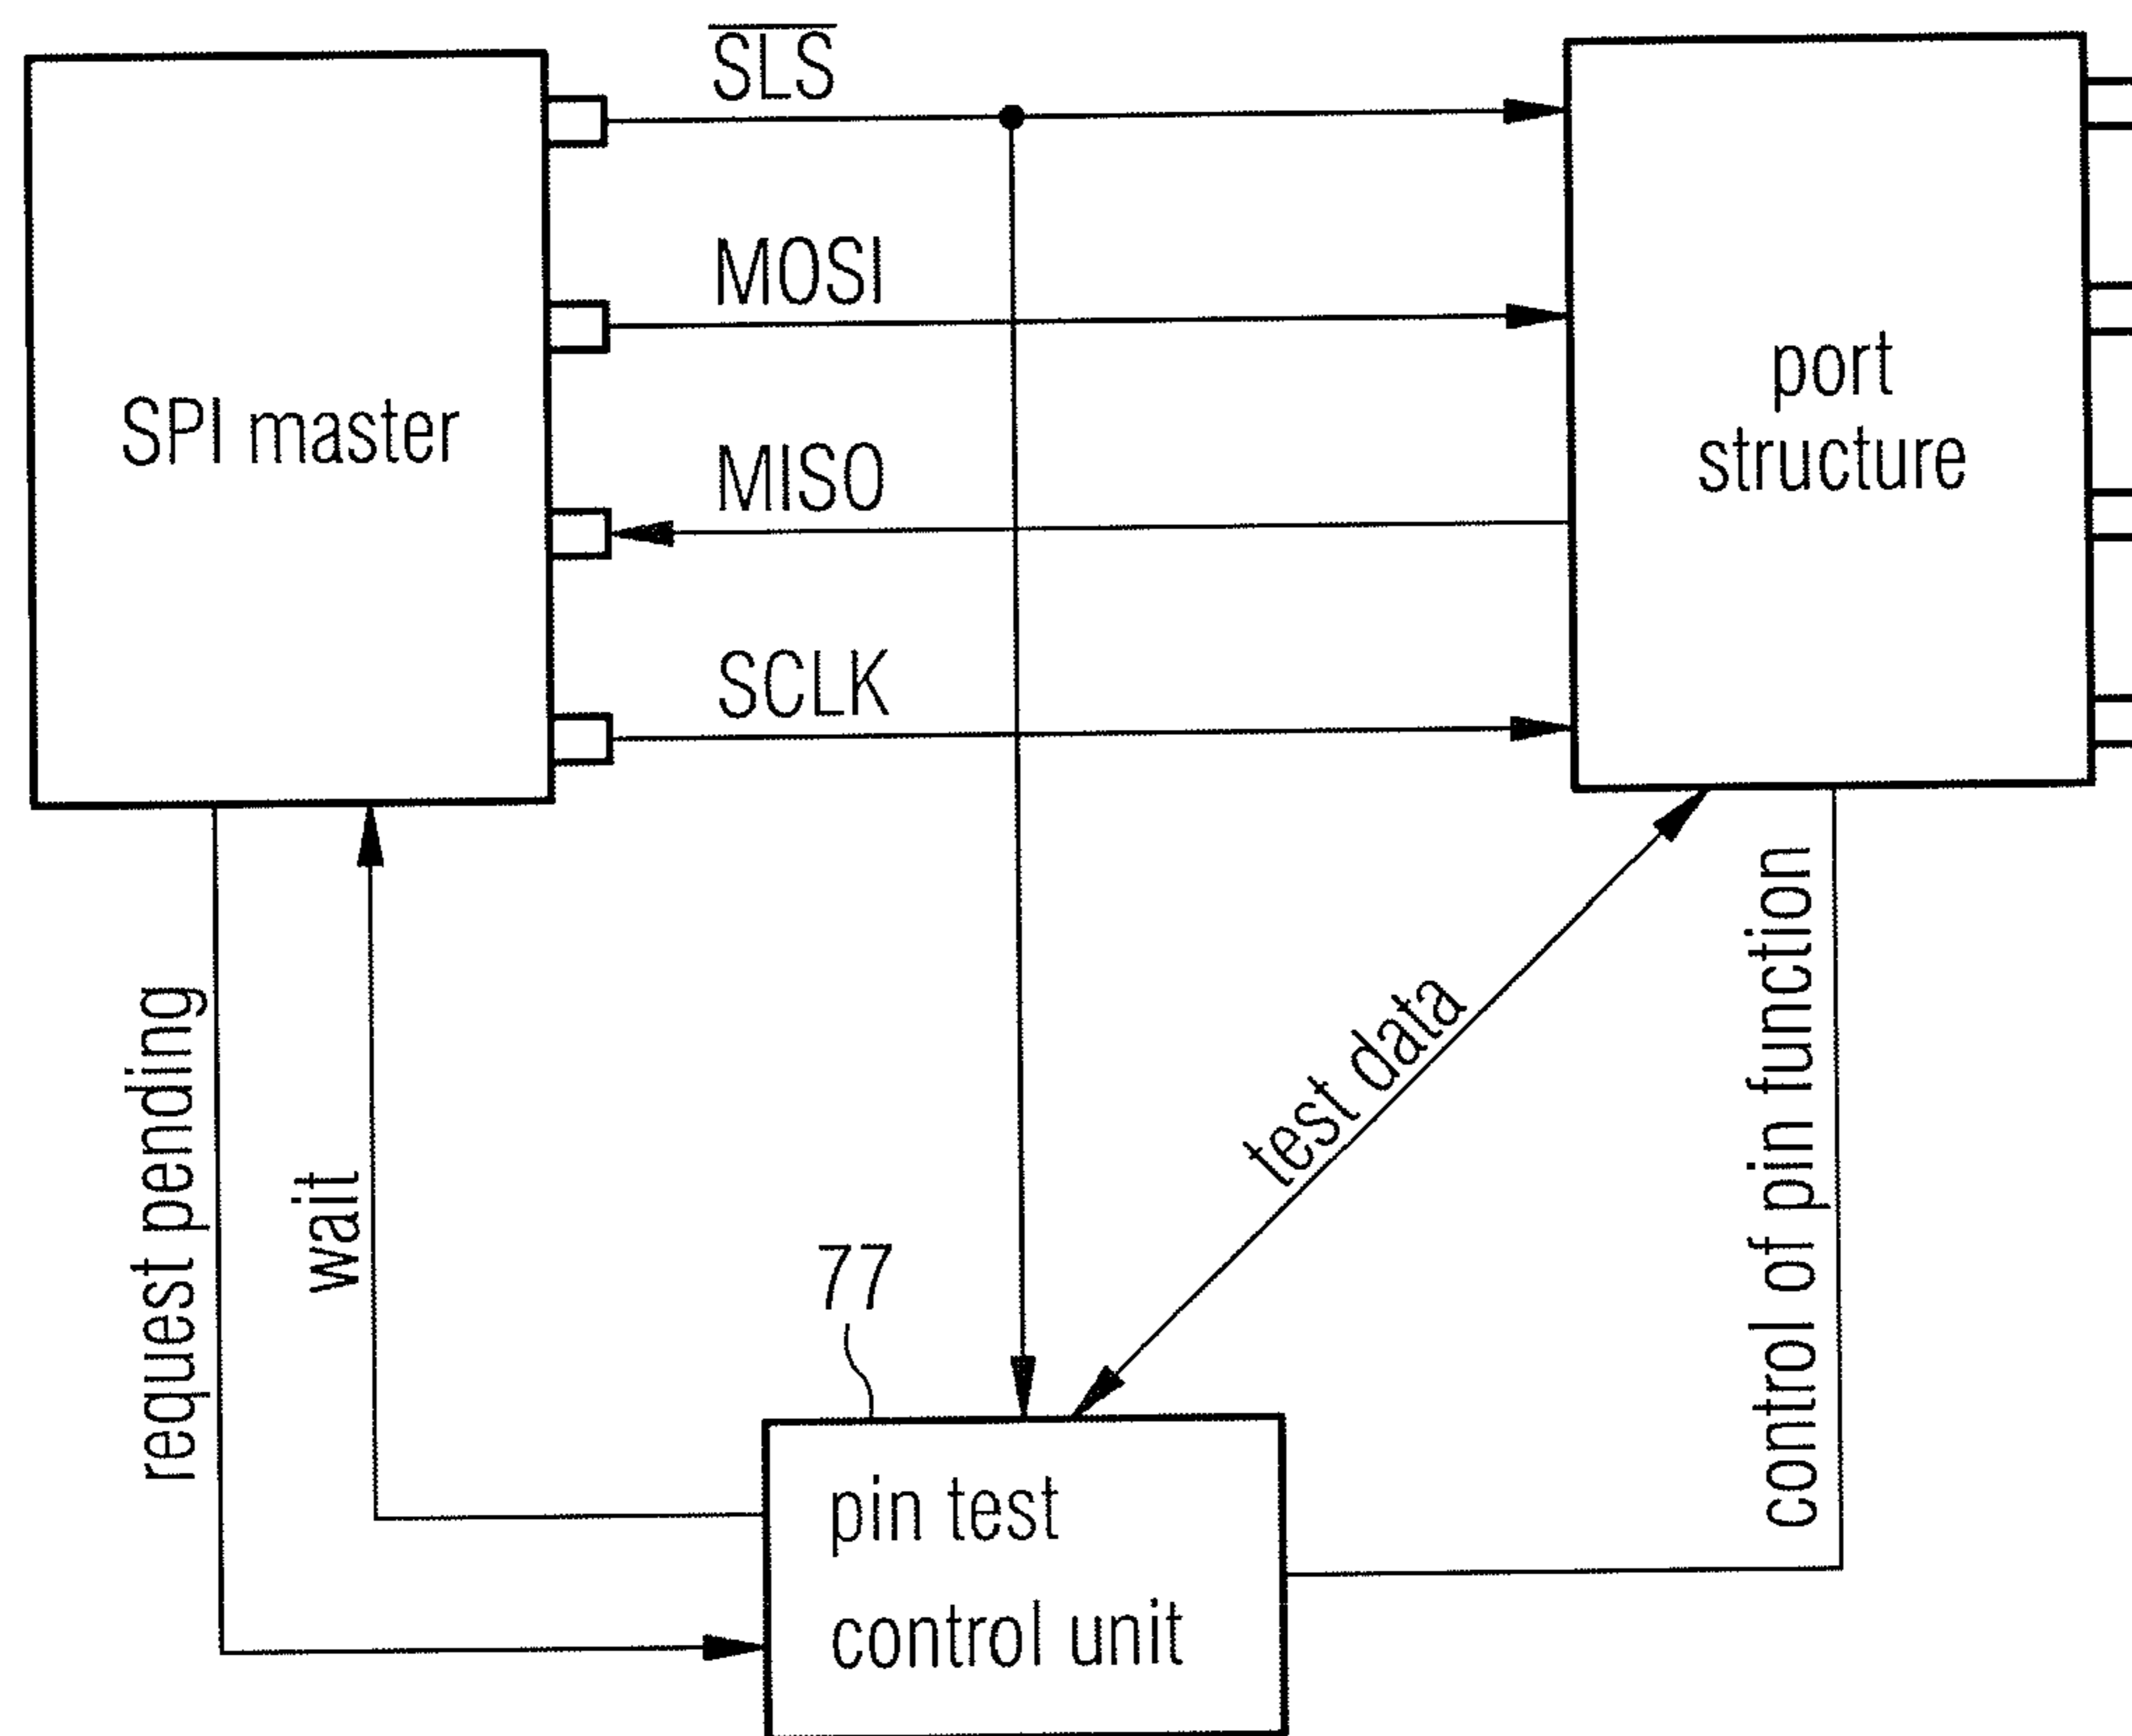 S̅L̅S̅
MOSI
SPI master
MISO
SCLK
port
structure
request pending
wait
test data
control of pin function
77
pin test
control unit